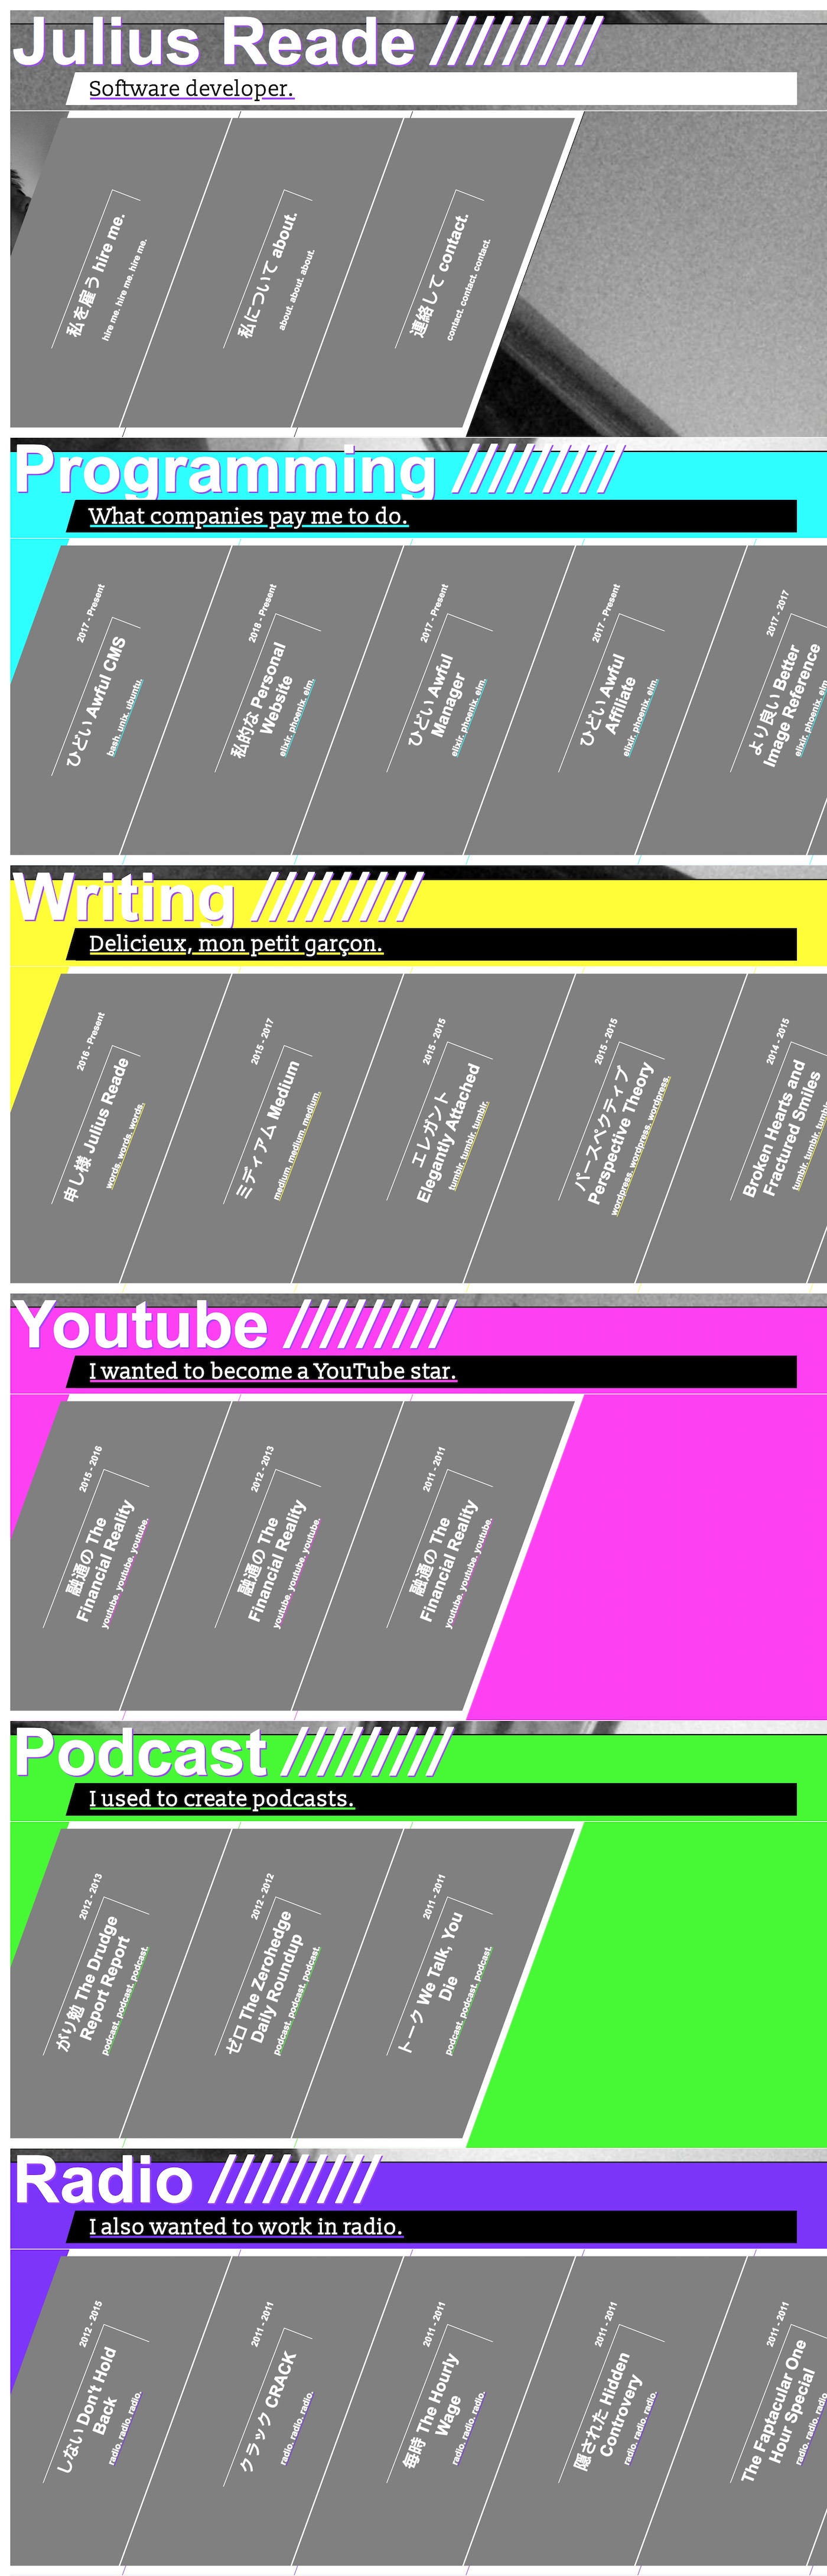 Julius Reade /////////
Software developer.
私を雇う hire me.
hire me. hire me. hire me.
私について about.
about. about. about.
連絡して contact.
contact. contact. contact.
Programming /////////
What companies pay me to do.
2017 - Present
ひどい Awful CMS
bash. unix. ubuntu.
2018 - Present
私的な Personal
Website
elixir. phoenix. elm.
2017 - Present
ひどい Awful
Manager
elixir. phoenix. elm.
2017 - Present
ひどい Awful
Affiliate
elixir. phoenix. elm.
2017 - 2017
より良い Better
Image Reference
elixir. phoenix. elm.
Writing /////////
Delicieux, mon petit garçon.
2016 - Present
申し様 Julius Reade
words. words. words.
2015 - 2017
ミディアム Medium
medium. medium. medium.
2015 - 2015
エレガント
Elegantly Attached
tumblr. tumblr. tumblr.
2015 - 2015
パースペクティブ
Perspective Theory
wordpress. wordpress. wordpress.
2014 - 2015
Broken Hearts and
Fractured Smiles
tumblr. tumblr. tumblr
Youtube /////////
I wanted to become a YouTube star.
2015 - 2016
融通の The
Financial Reality
youtube. youtube. youtube.
2012 - 2013
融通の The
Financial Reality
youtube. youtube. youtube.
2011 - 2011
融通の The
Financial Reality
youtube. youtube. youtube.
Podcast /////////
I used to create podcasts.
2012 - 2013
がり勉 The Drudge
Report Report
podcast. podcast. podcast.
2012 - 2012
ゼロ The Zerohedge
Daily Roundup
podcast. podcast. podcast.
2011 - 2011
トーク We Talk, You
Die
podcast. podcast. podcast.
Radio /////////
I also wanted to work in radio.
2012 - 2015
しない Don't Hold
Back
radio. radio. radio.
2011 - 2011
クラック CRACK
radio. radio. radio.
2011 - 2011
毎時 The Hourly
Wage
radio. radio. radio.
2011 - 2011
隠された Hidden
Controvery
radio. radio. radio.
2011 - 2011
The Faptacular One
Hour Special
radio. radio. radio.